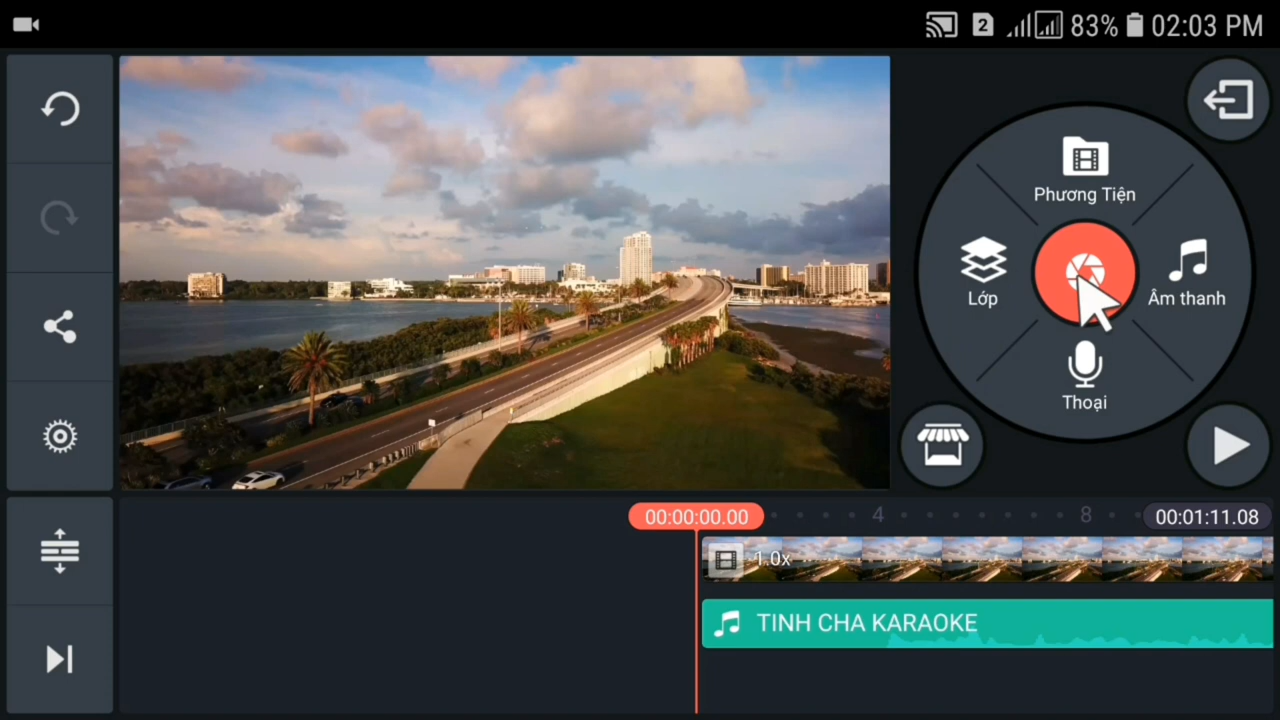 2
83%
02:03 PM
Phương Tiện
Lớp
Âm thanh
Thoại
00:00:00.00
4
8
00:01:11.08
1.0x
TINH CHA KARAOKE